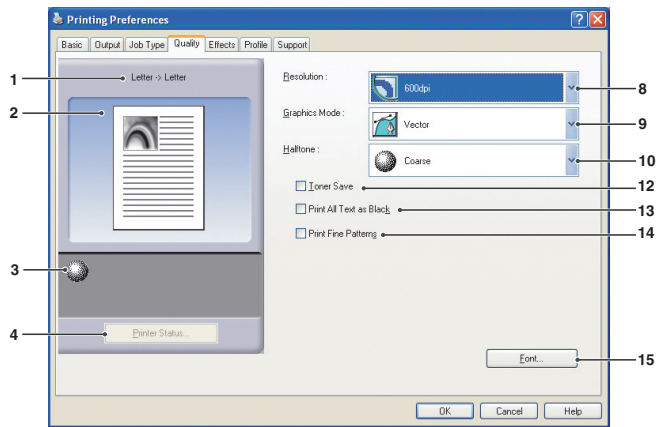 Printing Preferences
Basic Output Job Type Quality Effects Profile Support
1 Letter -> Letter
2
3
4 Printer Status...
Resolution :
600dpi 8
Graphics Mode :
Vector 9
Halftone :
Coarse 10
Toner Save 12
Print All Text as Black 13
Print Fine Patterns 14
Font... 15
OK Cancel Help